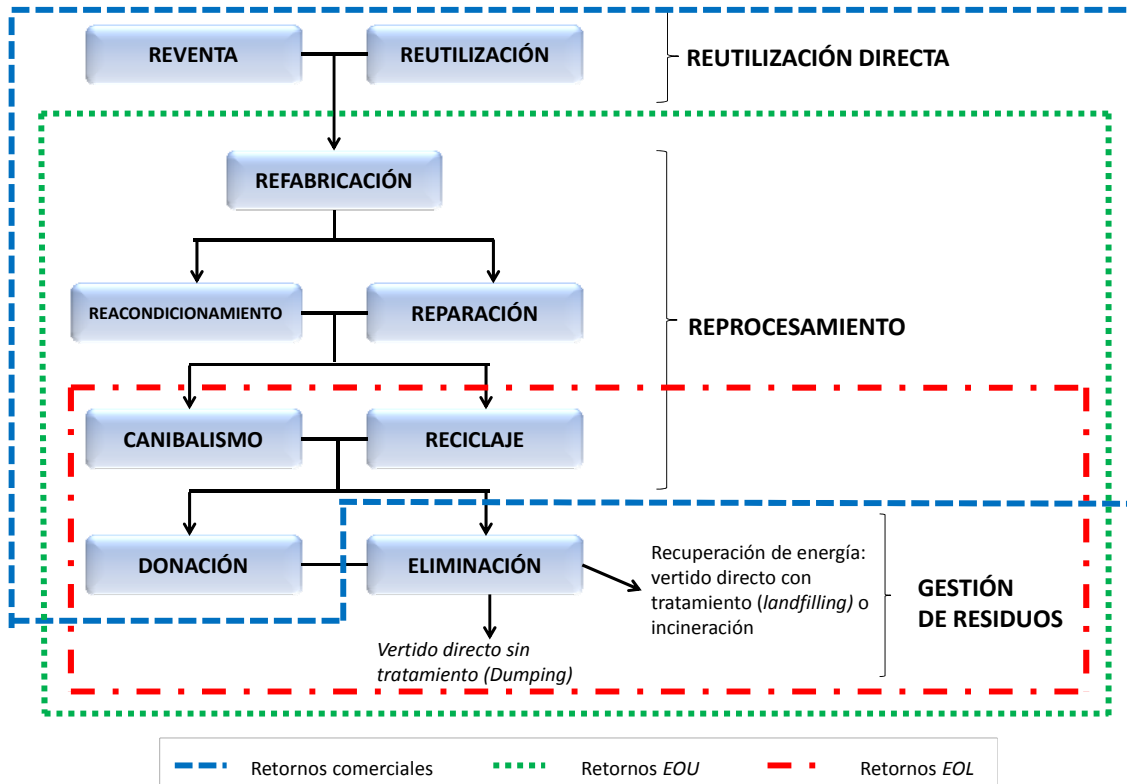 REVENTA
REUTILIZACIÓN
REUTILIZACIÓN DIRECTA
REFABRICACIÓN
REACONDICIONAMIENTO
REPARACIÓN
REPROCESAMIENTO
CANIBALISMO
RECICLAJE
DONACIÓN
ELIMINACIÓN
Recuperación de energía:
vertido directo con
tratamiento (landfilling) o
incineración
GESTIÓN
DE RESIDUOS
Vertido directo sin
tratamiento (Dumping)
Retornos comerciales
Retornos EOU
Retornos EOL